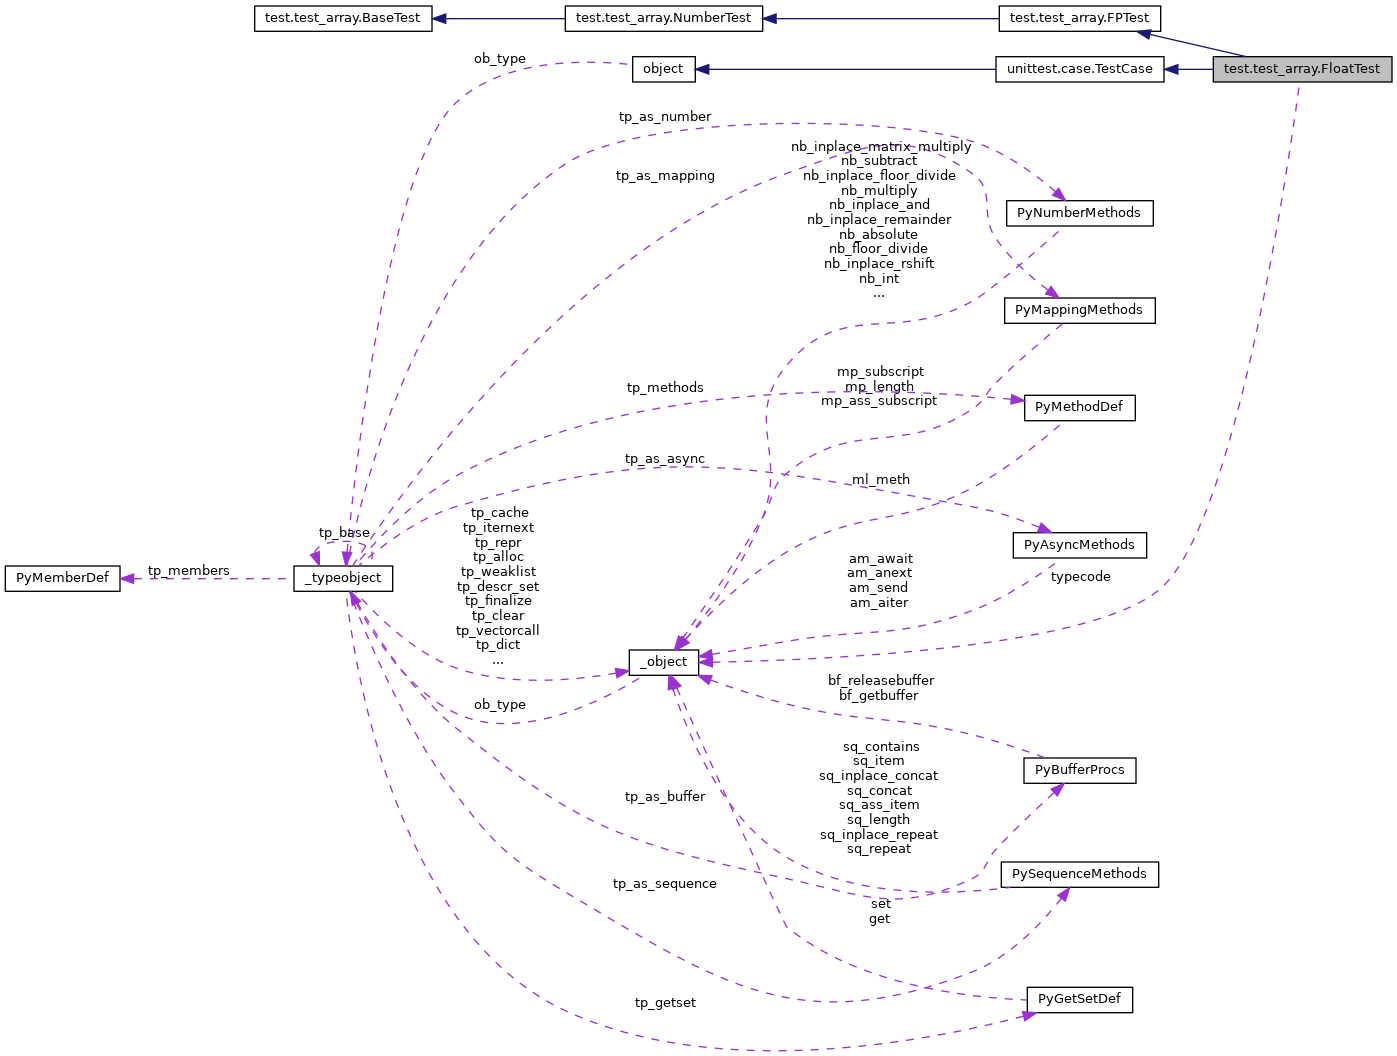 test.test_array.BaseTest
test.test_array.NumberTest
test.test_array.FPTest
ob_type
object
unittest.case.TestCase
test.test_array.FloatTest
tp_as_number
nb_inplace_matrix_multiply
nb_subtract
nb_inplace_floor_divide
nb_multiply
nb_inplace_and
nb_inplace_remainder
nb_absolute
nb_floor_divide
nb_inplace_rshift
nb_int
...
tp_as_mapping
PyNumberMethods
PyMappingMethods
mp_subscript
mp_length
mp_ass_subscript
tp_methods
PyMethodDef
tp_as_async
ml_meth
tp_cache
tp_iternext
tp_repr
tp_alloc
tp_weaklist
tp_descr_set
tp_finalize
tp_clear
tp_vectorcall
tp_dict
...
tp_base
PyAsyncMethods
PyMemberDef
tp_members
_typeobject
am_await
am_anext
am_send
am_aiter
typecode
_object
ob_type
bf_releasebuffer
bf_getbuffer
sq_contains
sq_item
sq_inplace_concat
sq_concat
sq_ass_item
sq_length
sq_inplace_repeat
sq_repeat
PyBufferProcs
tp_as_buffer
tp_as_sequence
PySequenceMethods
set
get
tp_getset
PyGetSetDef